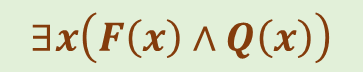 ∃x(F(x) ∧ Q(x))